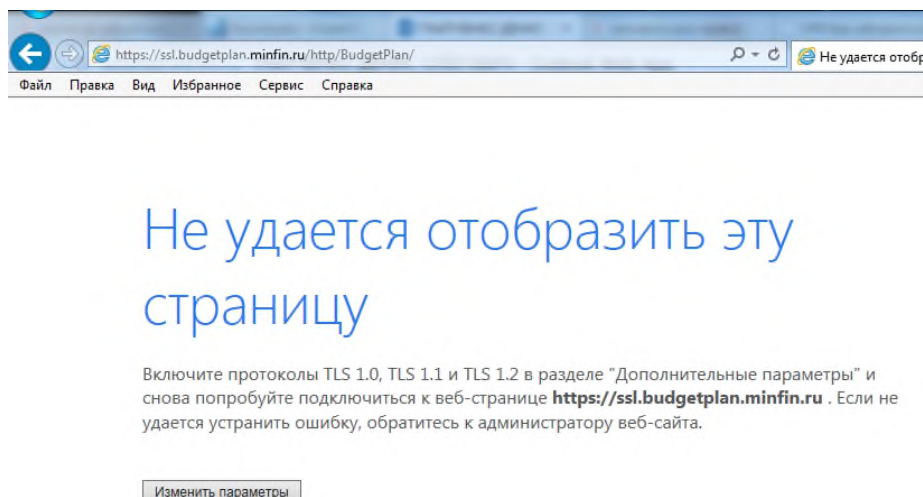 https://ssl.budgetplan.minfin.ru/http/BudgetPlan/
Не удается отобр
Файл Правка Вид Избранное Сервис Справка
Не удается отобразить эту
страницу
Включите протоколы TLS 1.0, TLS 1.1 и TLS 1.2 в разделе "Дополнительные параметры" и
снова попробуйте подключиться к веб-странице https://ssl.budgetplan.minfin.ru . Если не
удается устранить ошибку, обратитесь к администратору веб-сайта.
Изменить параметры